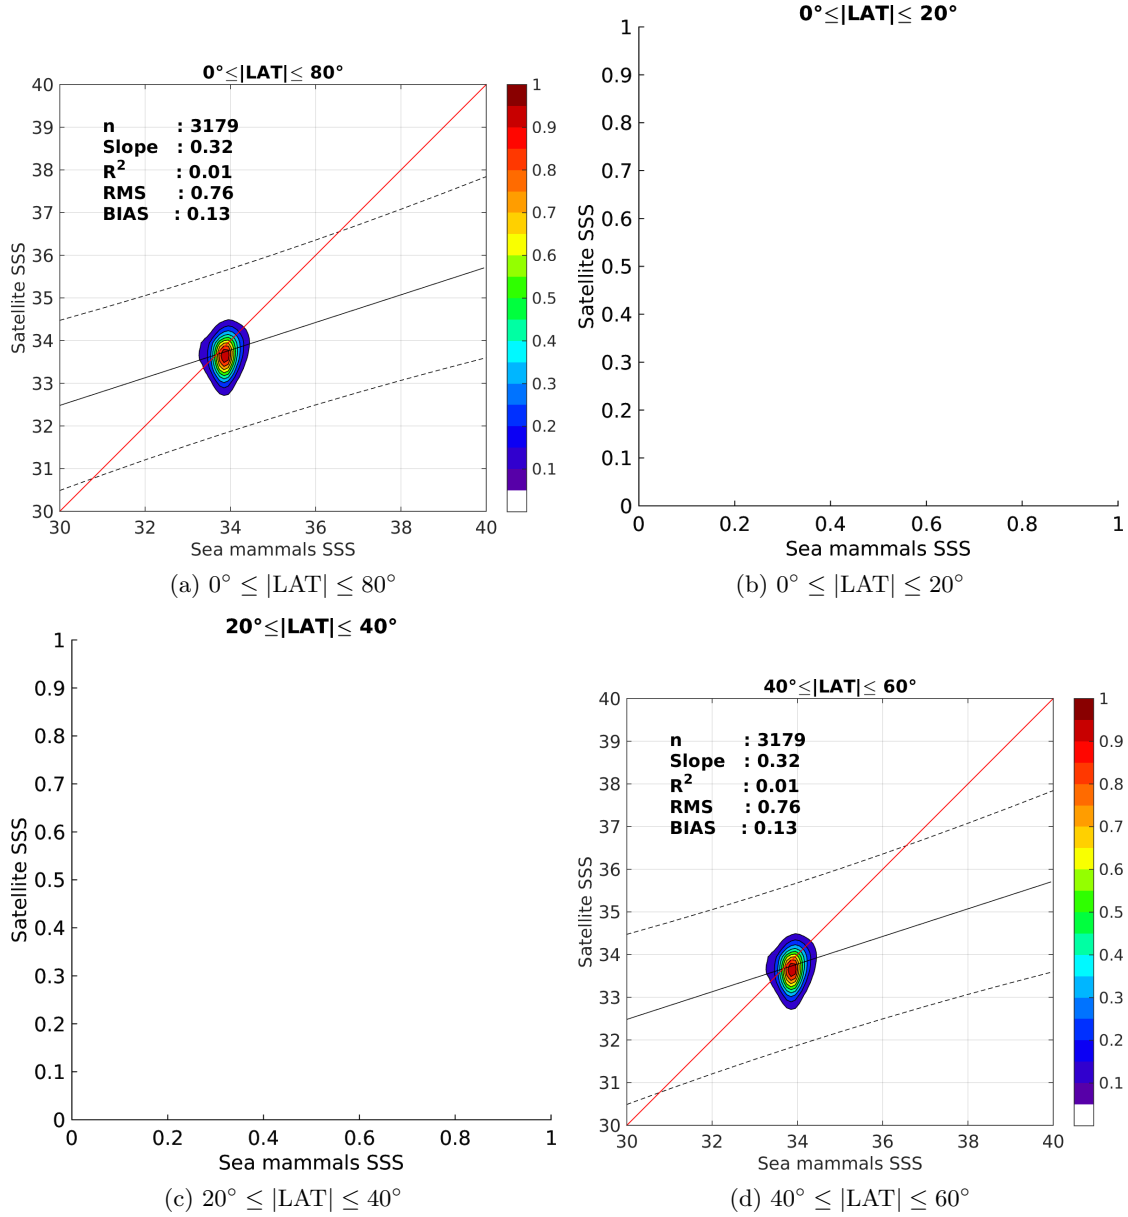 0°≤|LAT|≤ 80°
n : 3179
Slope : 0.32
R² : 0.01
RMS : 0.76
BIAS : 0.13
Satellite SSS
40
39
38
37
36
35
34
33
32
31
30
30 32 34 36 38 40
Sea mammals SSS
1
0.9
0.8
0.7
0.6
0.5
0.4
0.3
0.2
0.1
(a) 0° ≤ |LAT| ≤ 80°
0°≤|LAT|≤ 20°
Satellite SSS
1
0.9
0.8
0.7
0.6
0.5
0.4
0.3
0.2
0.1
0
0 0.2 0.4 0.6 0.8 1
Sea mammals SSS
(b) 0° ≤ |LAT| ≤ 20°
20°≤|LAT|≤ 40°
Satellite SSS
1
0.9
0.8
0.7
0.6
0.5
0.4
0.3
0.2
0.1
0
0 0.2 0.4 0.6 0.8 1
Sea mammals SSS
(c) 20° ≤ |LAT| ≤ 40°
40°≤|LAT|≤ 60°
n : 3179
Slope : 0.32
R² : 0.01
RMS : 0.76
BIAS : 0.13
Satellite SSS
40
39
38
37
36
35
34
33
32
31
30
30 32 34 36 38 40
Sea mammals SSS
1
0.9
0.8
0.7
0.6
0.5
0.4
0.3
0.2
0.1
(d) 40° ≤ |LAT| ≤ 60°